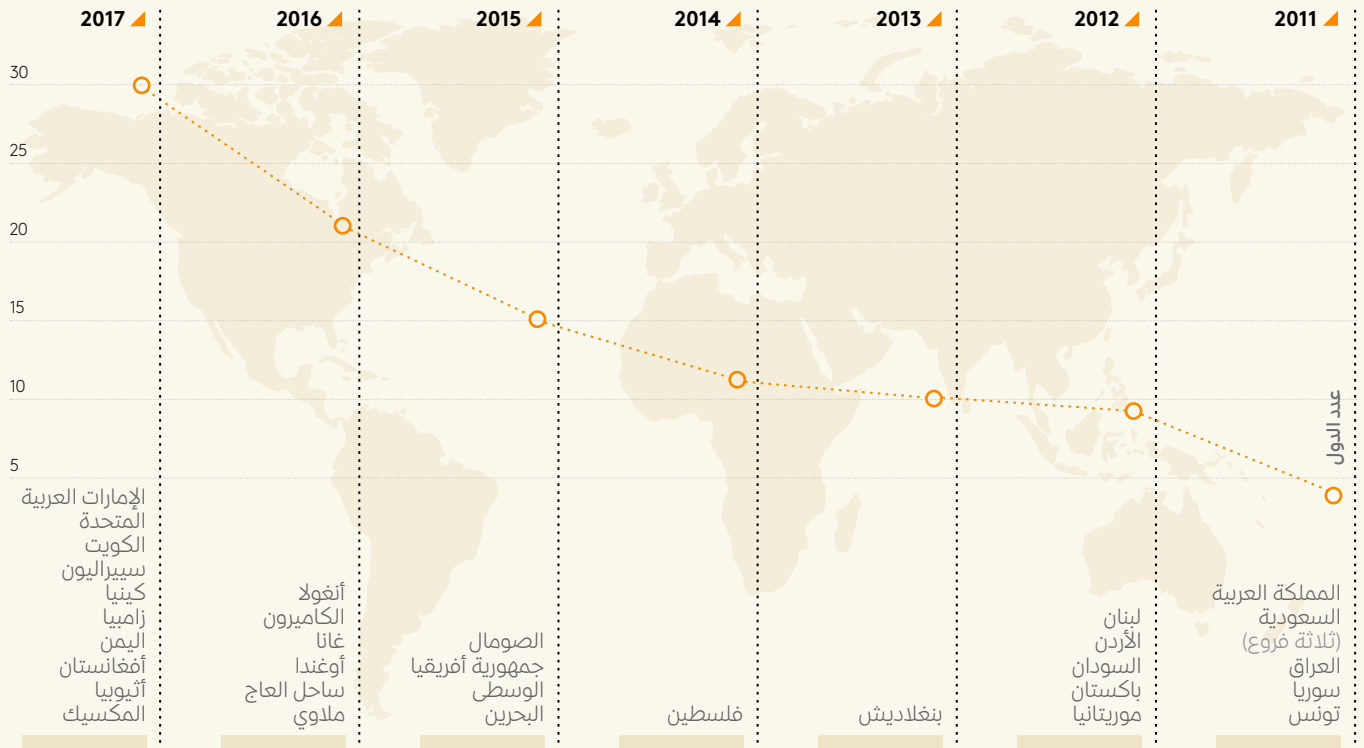 2011
2012
2013
2014
2015
2016
2017
30
25
20
15
10
5
عدد الدول
المملكة العربية
السعودية
(ثلاثة فروع)
العراق
سوريا
تونس
لبنان
الأردن
السودان
باكستان
موريتانيا
بنغلاديش
فلسطين
الصومال
جمهورية أفريقيا
الوسطى
البحرين
أنغولا
الكاميرون
غانا
أوغندا
ساحل العاج
ملاوي
الإمارات العربية
المتحدة
الكويت
سييراليون
كينيا
زامبيا
اليمن
أفغانستان
أثيوبيا
المكسيك